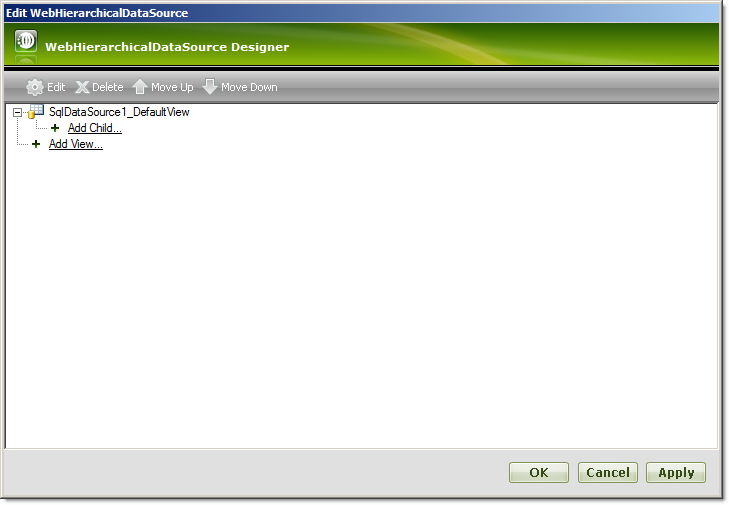 Edit WebHierarchicalDataSource
WebHierarchicalDataSource Designer
Edit Delete Move Up Move Down
SqlDataSource1_DefaultView
Add Child...
Add View...
OK Cancel Apply